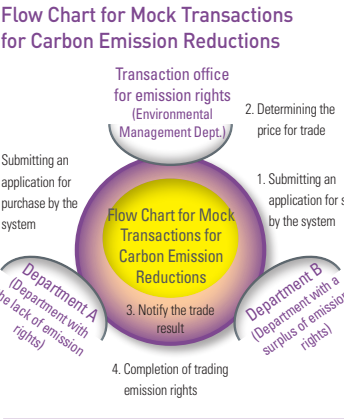 Flow Chart for Mock Transactions
for Carbon Emission Reductions
Transaction office
for emission rights
(Environmental
Management Dept.)
2. Determining the
price for trade
Submitting an
application for
purchase by the
system
1. Submitting an
application for s
by the system
Flow Chart for Mock
Transactions for
Carbon Emission
Reductions
Department A
(Department with
he lack of emission
rights)
3. Notify the trade
result
Department B
(Department with a
surplus of emission
rights)
4. Completion of trading
emission rights